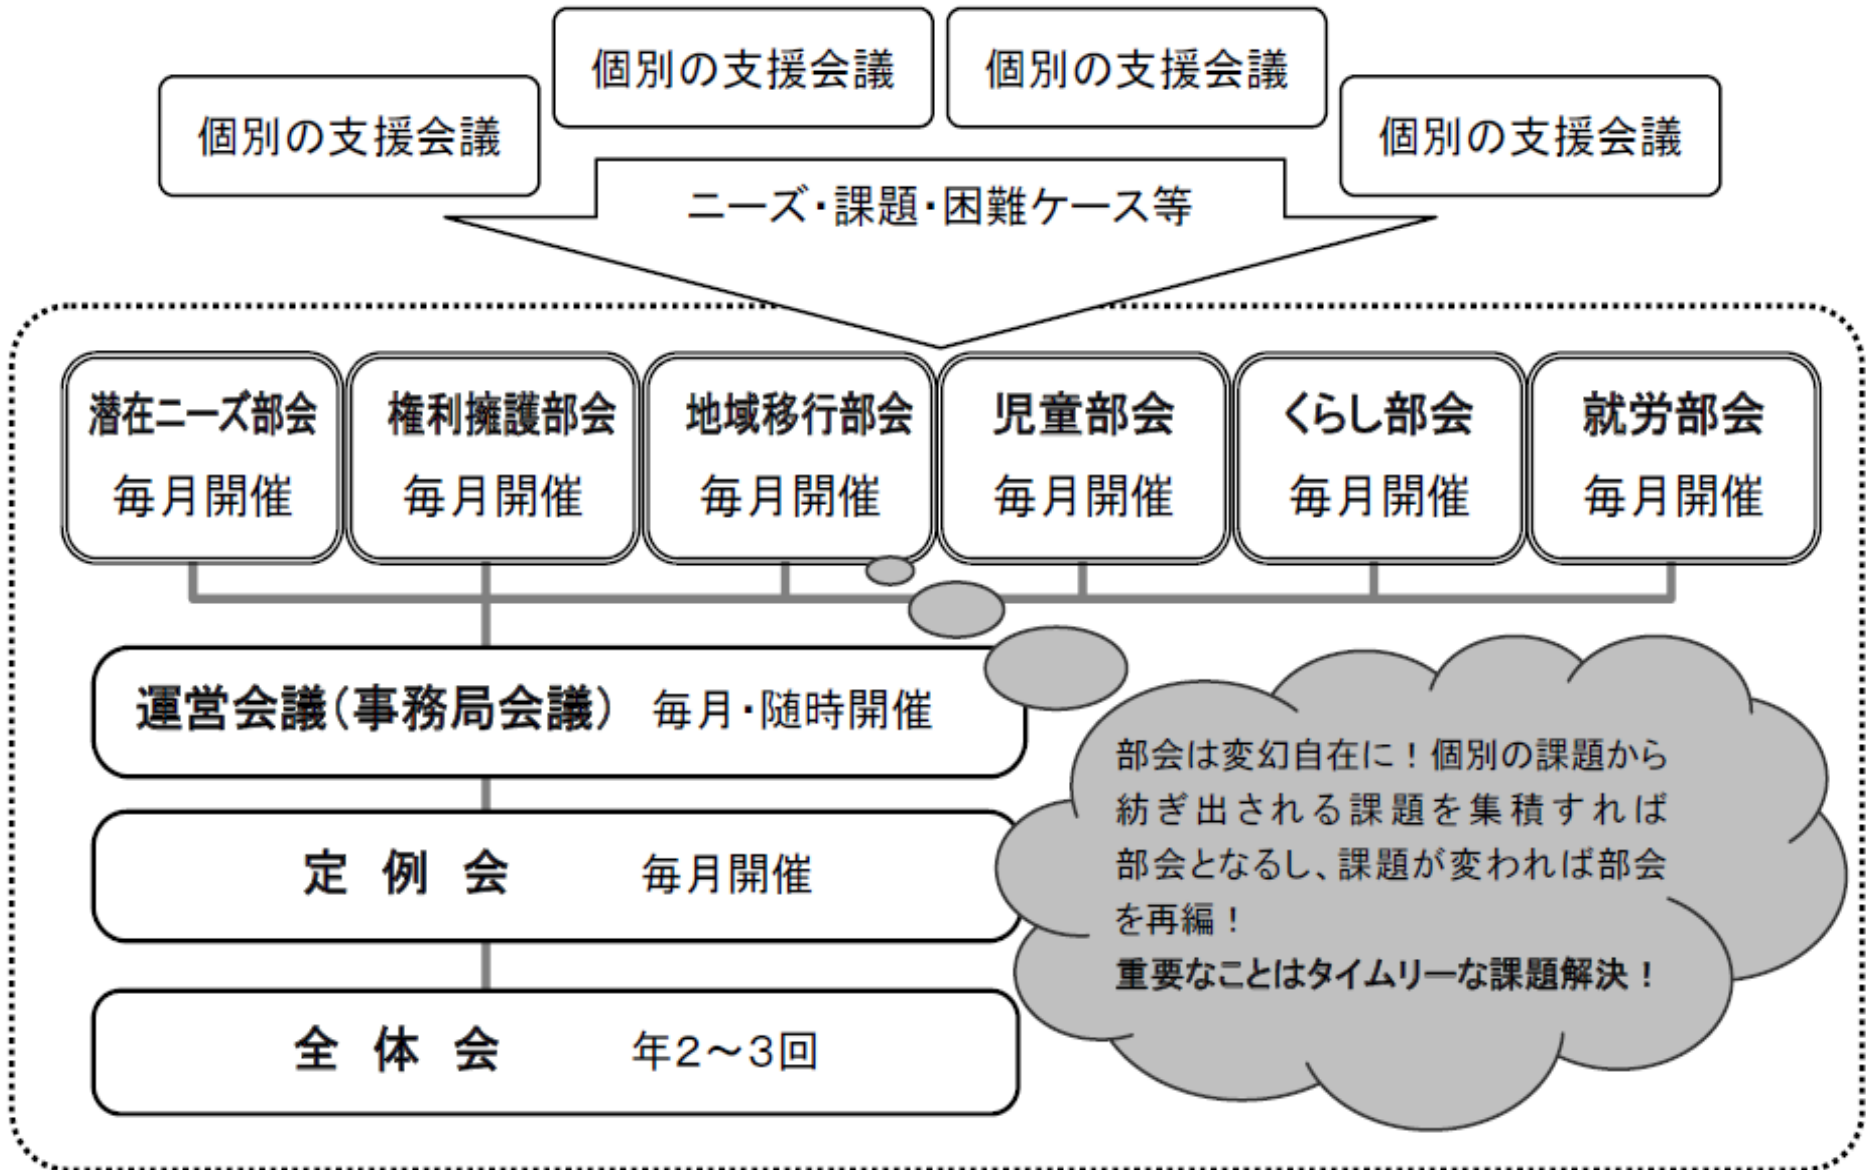 個別の支援会議
個別の支援会議
個別の支援会議
個別の支援会議
ニーズ・課題・困難ケース等
潜在ニーズ部会
毎月開催
権利擁護部会
毎月開催
地域移行部会
毎月開催
児童部会
毎月開催
くらし部会
毎月開催
就労部会
毎月開催
運営会議(事務局会議) 毎月・随時開催
定例会 毎月開催
全体会 年2～3回
部会は変幻自在に！個別の課題から
紡ぎ出される課題を集積すれば
部会となるし、課題が変われば部会
を再編！
重要なことはタイムリーな課題解決！